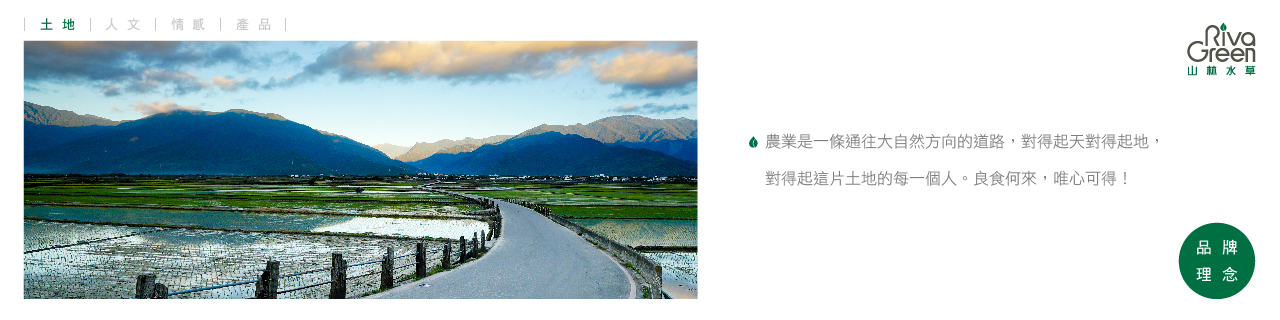 土地 人文 情感 產品
Riva
Green
山林水草
農業是一條通往大自然方向的道路，對得起天對得起地，
對得起這片土地的每一個人。良食何來，唯心可得！
品牌
理念